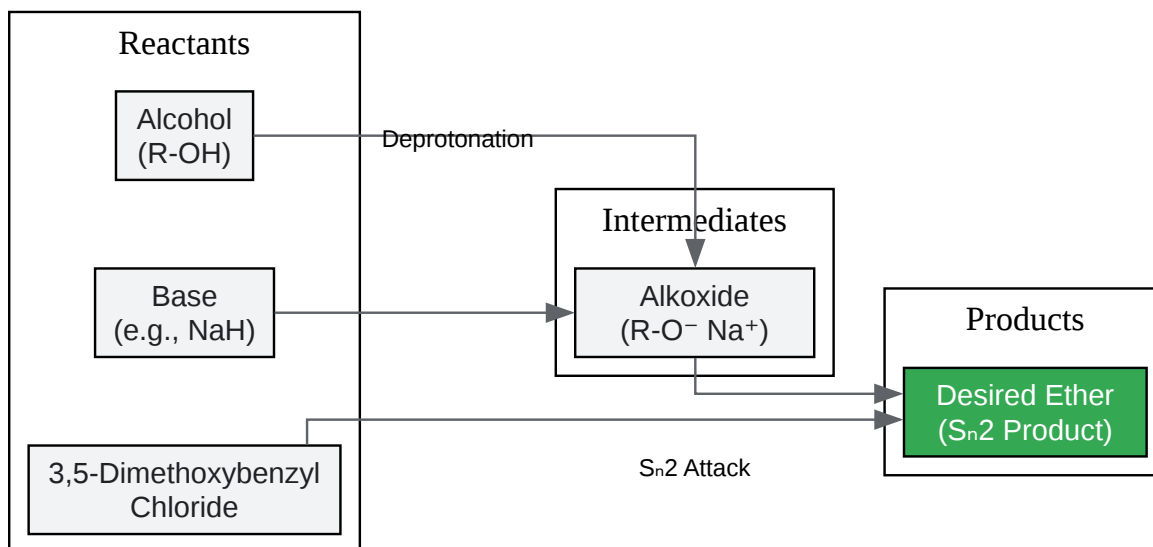 Reactants
Alcohol
(R-OH)
Deprotonation
Base
(e.g., NaH)
3,5-Dimethoxybenzyl
Chloride
Intermediates
Alkoxide
(R-O⁻ Na⁺)
Sₙ2 Attack
Products
Desired Ether
(Sₙ2 Product)